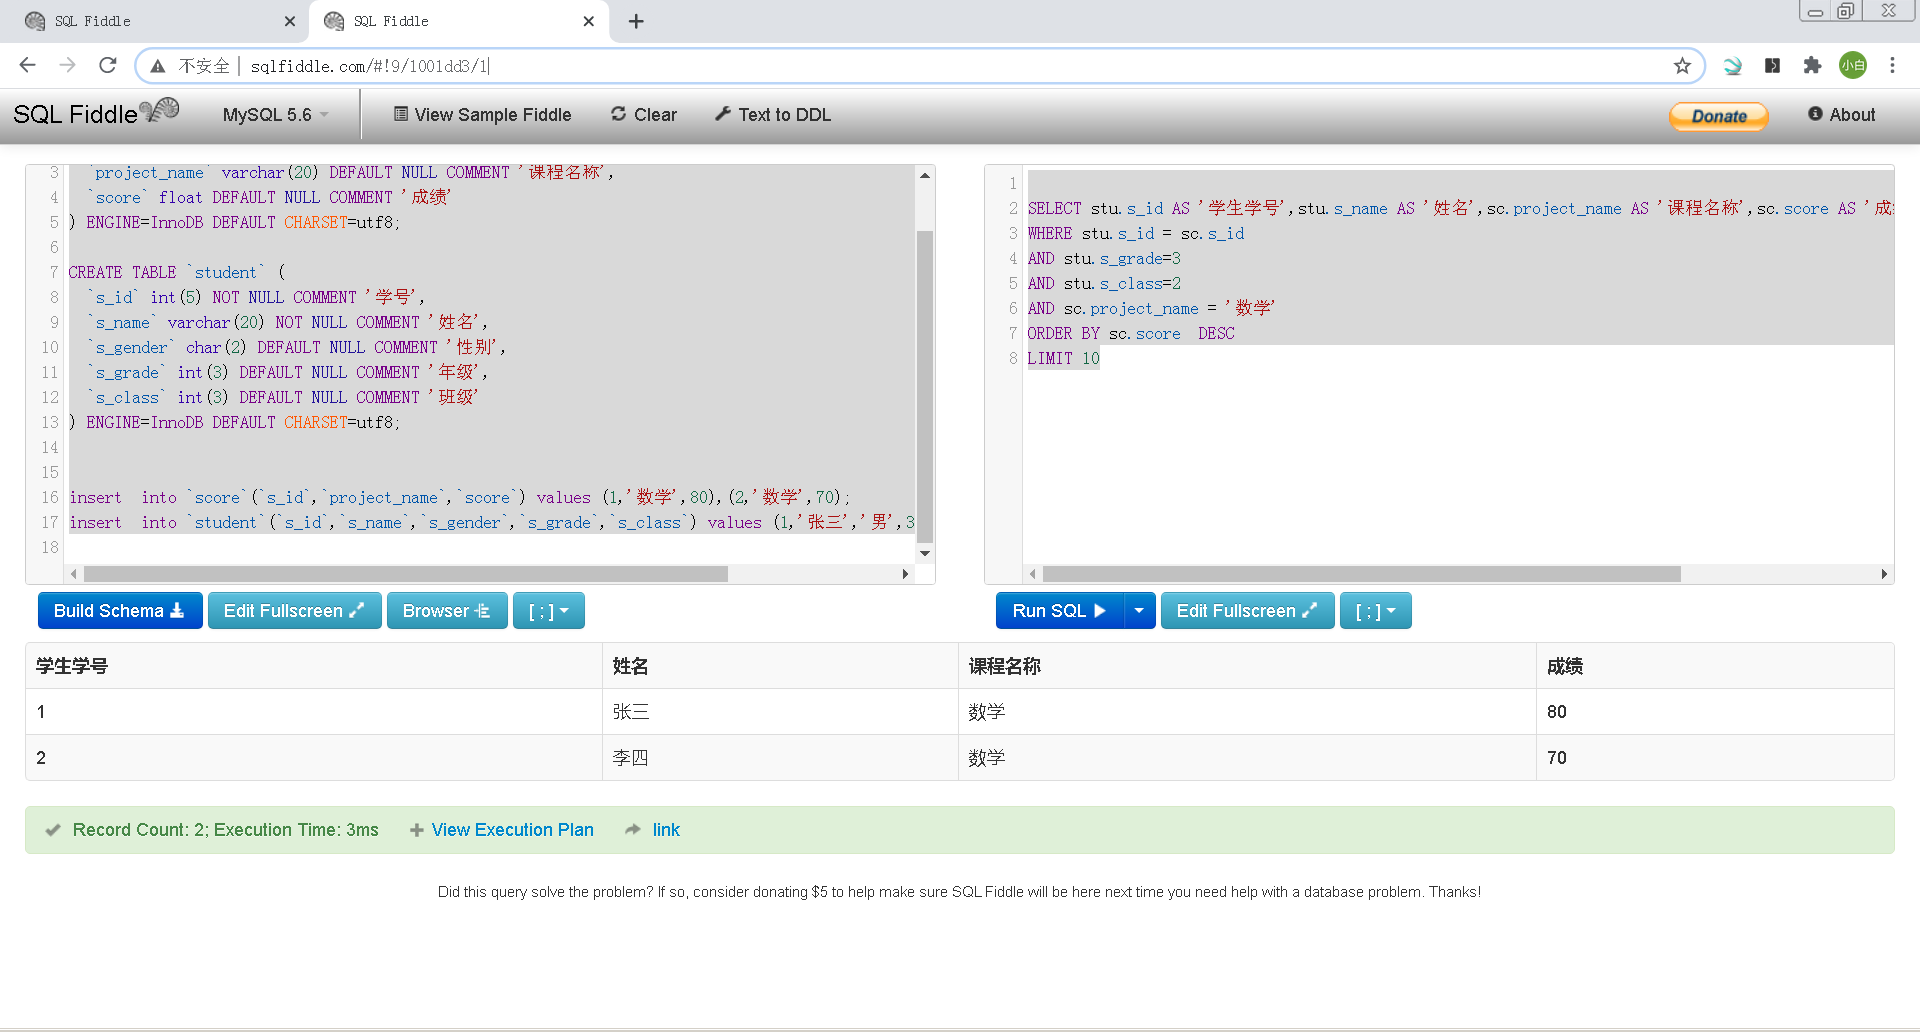 SQL Fiddle
SQL Fiddle
不安全 | sqlfiddle.com/#!9/1001dd3/1
小白
SQL Fiddle
MySQL 5.6
View Sample Fiddle
Clear
Text to DDL
Donate
About
3 `project_name` varchar(20) DEFAULT NULL COMMENT '课程名称',
4 `score` float DEFAULT NULL COMMENT '成绩'
5 ) ENGINE=InnoDB DEFAULT CHARSET=utf8;
6
7 CREATE TABLE `student` (
8 `s_id` int(5) NOT NULL COMMENT '学号',
9 `s_name` varchar(20) NOT NULL COMMENT '姓名',
10 `s_gender` char(2) DEFAULT NULL COMMENT '性别',
11 `s_grade` int(3) DEFAULT NULL COMMENT '年级',
12 `s_class` int(3) DEFAULT NULL COMMENT '班级'
13 ) ENGINE=InnoDB DEFAULT CHARSET=utf8;
14
15
16 insert  into `score`(`s_id`,`project_name`,`score`) values (1,'数学',80),(2,'数学',70);
17 insert  into `student`(`s_id`,`s_name`,`s_gender`,`s_grade`,`s_class`) values (1,'张三','男',3
18
1
2 SELECT stu.s_id AS '学生学号',stu.s_name AS '姓名',sc.project_name AS '课程名称',sc.score AS '成
3 WHERE stu.s_id = sc.s_id
4 AND stu.s_grade=3
5 AND stu.s_class=2
6 AND sc.project_name = '数学'
7 ORDER BY sc.score  DESC
8 LIMIT 10
Build Schema
Edit Fullscreen
Browser
[ ; ]
Run SQL
Edit Fullscreen
[ ; ]
学生学号 姓名 课程名称 成绩
1 张三 数学 80
2 李四 数学 70
Record Count: 2; Execution Time: 3ms
View Execution Plan
link
Did this query solve the problem? If so, consider donating $5 to help make sure SQL Fiddle will be here next time you need help with a database problem. Thanks!